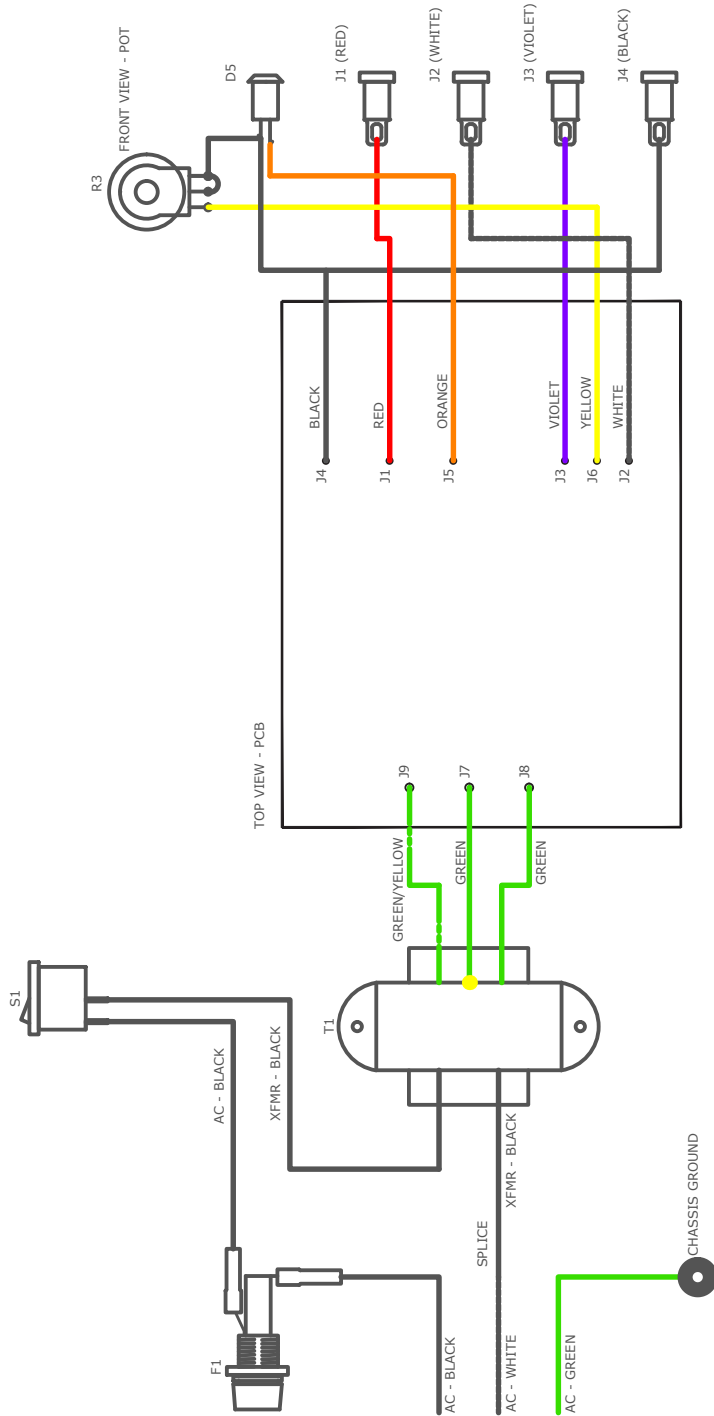 FRONT VIEW - POT
R3
D5
J1 (RED)
J2 (WHITE)
J3 (VIOLET)
J4 (BLACK)
BLACK
RED
ORANGE
VIOLET
YELLOW
WHITE
J4
J1
J5
J3
J6
J2
TOP VIEW - PCB
J9
J7
J8
GREEN/YELLOW
GREEN
GREEN
S1
T1
AC - BLACK
XFMR - BLACK
XFMR - BLACK
SPLICE
CHASSIS GROUND
F1
AC - BLACK
AC - WHITE
AC - GREEN